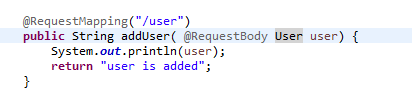 @RequestMapping("/user")
public String addUser( @RequestBody User user) {
System.out.println(user);
return "user is added";
}